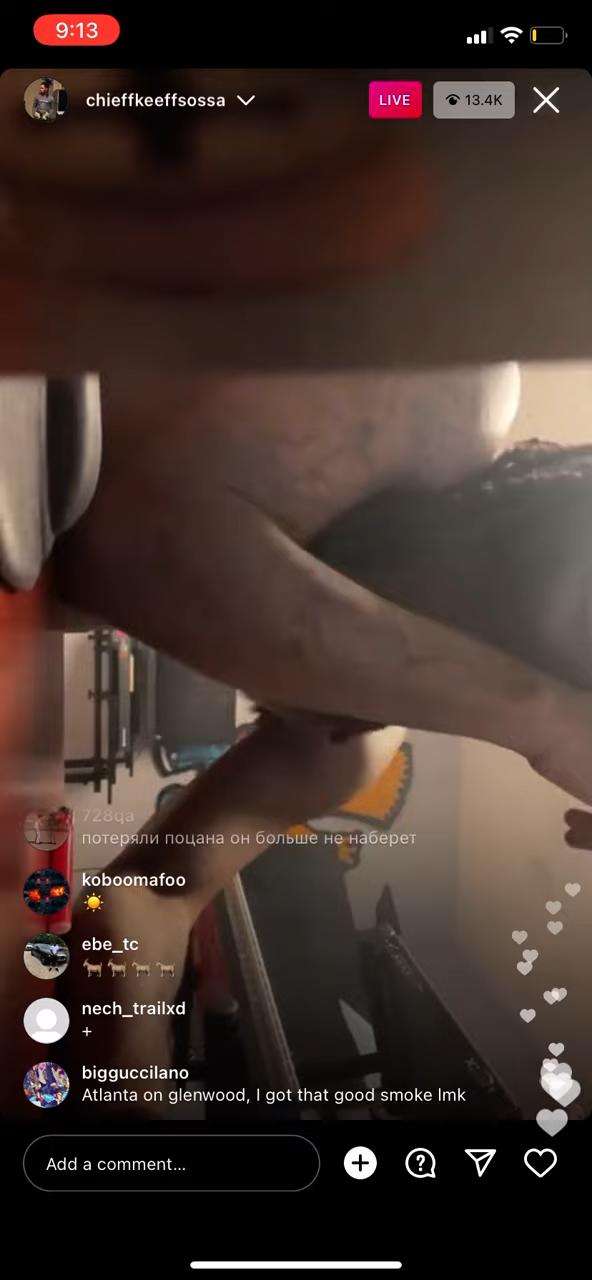 9:13
chieffkeeffsossa
LIVE
13.4K
728qa
потеряли поцана он больше не наберет
koboomafoo
☀️
ebe_tc
🐐🐐🐐🐐
nech_trailxd
+
bigguccilano
Atlanta on glenwood, I got that good smoke lmk
Add a comment...